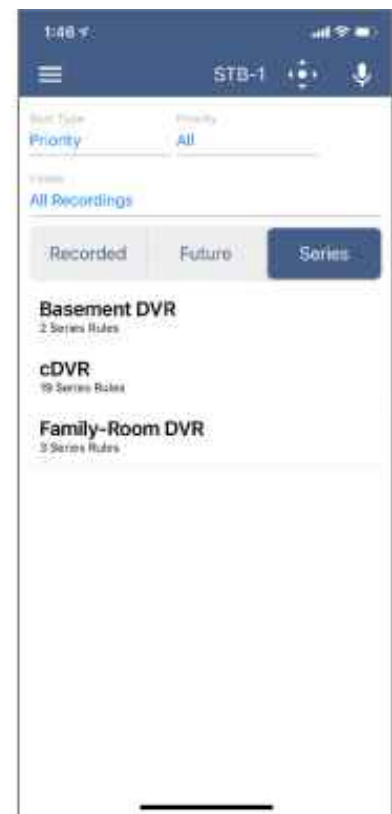 1:46
STB-1
Sort Type Priority
Priority All
Folder
All Recordings
Recorded Future Series
Basement DVR
2 Series Rules
cDVR
19 Series Rules
Family-Room DVR
3 Series Rules